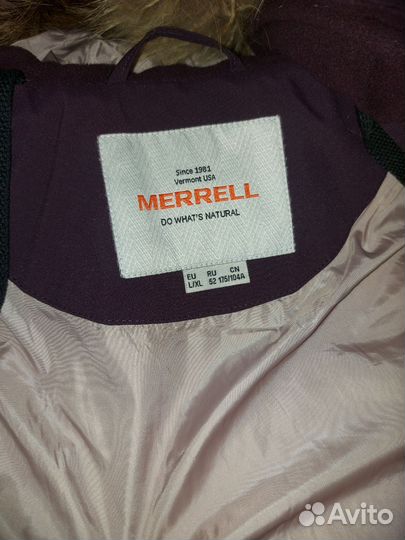 Since 1981
Vermont USA
MERRELL
DO WHAT'S NATURAL
EU RU CN
L/XL 52 175/104A
Avito